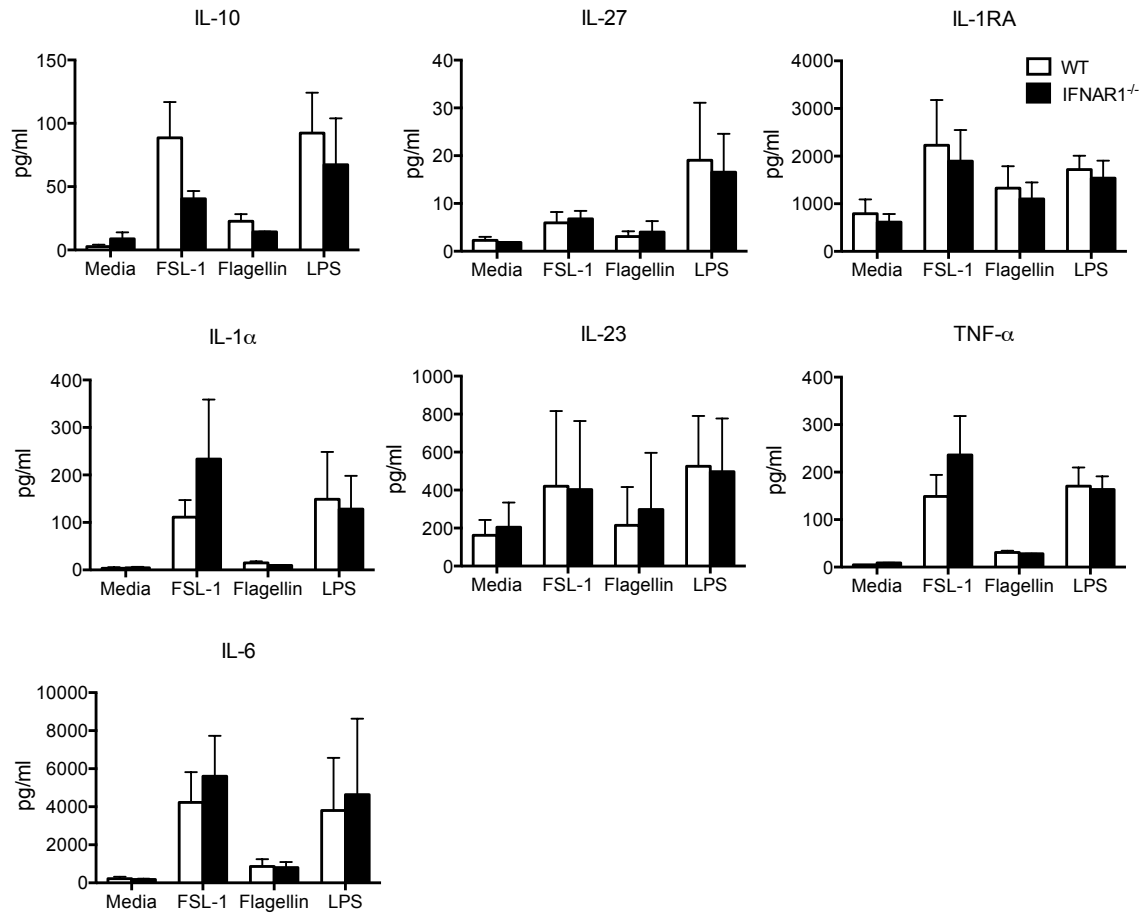 IL-10
150
100
50
0
pg/ml
Media FSL-1 Flagellin LPS
IL-27
40
30
20
10
0
pg/ml
Media FSL-1 Flagellin LPS
IL-1RA
4000
3000
2000
1000
0
pg/ml
Media FSL-1 Flagellin LPS
WT
IFNAR1-/-
IL-1α
400
300
200
100
0
pg/ml
Media FSL-1 Flagellin LPS
IL-23
1000
800
600
400
200
0
pg/ml
Media FSL-1 Flagellin LPS
TNF-α
400
300
200
100
0
pg/ml
Media FSL-1 Flagellin LPS
IL-6
10000
8000
6000
4000
2000
0
pg/ml
Media FSL-1 Flagellin LPS